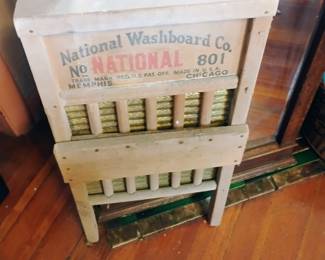 National Washboard Co.
No NATIONAL 801
TRADE MARK REG. U.S. PAT. OFF. MADE IN U.S.A.
MEMPHIS CHICAGO